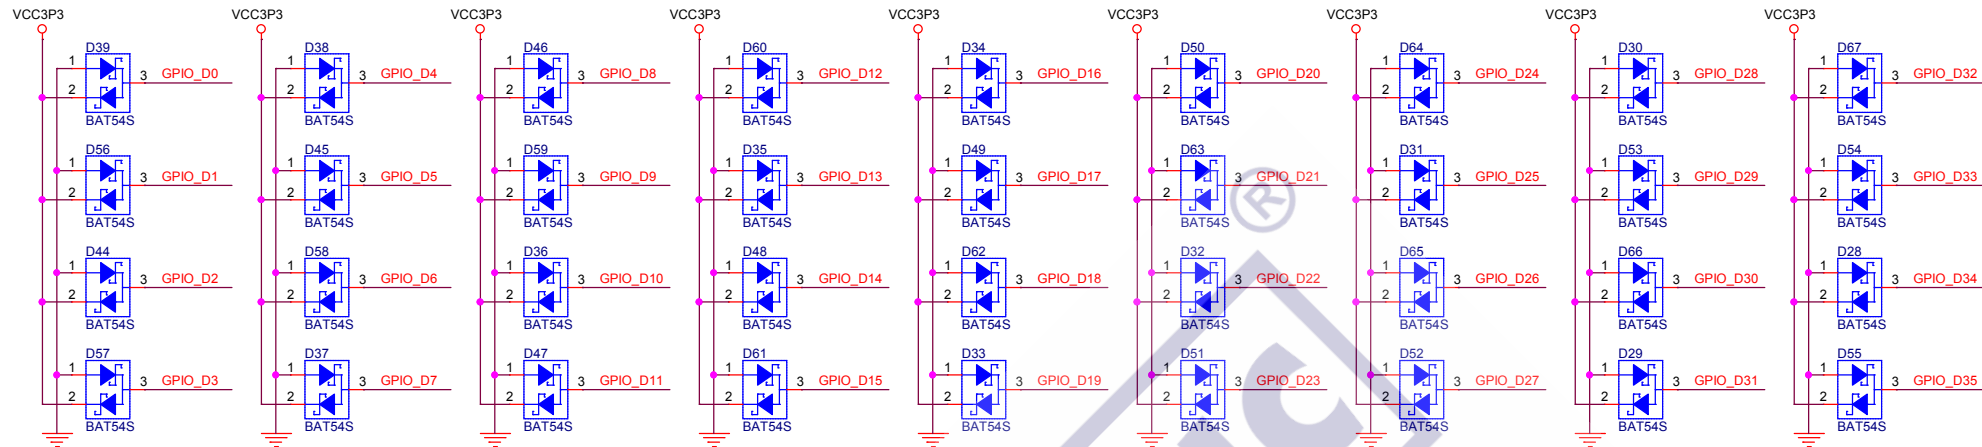 VCC3P3 VCC3P3 VCC3P3 VCC3P3 VCC3P3 VCC3P3 VCC3P3 VCC3P3 VCC3P3
D39 D38 D46 D60 D34 D50 D64 D30 D67
1 3 GPIO_D0 1 3 GPIO_D4 1 3 GPIO_D8 1 3 GPIO_D12 1 3 GPIO_D16 1 3 GPIO_D20 1 3 GPIO_D24 1 3 GPIO_D28 1 3 GPIO_D32
2 2 2 2 2 2 2 2 2
BAT54S BAT54S BAT54S BAT54S BAT54S BAT54S BAT54S BAT54S BAT54S
D56 D45 D59 D35 D49 D63 D31 D53 D54
1 3 GPIO_D1 1 3 GPIO_D5 1 3 GPIO_D9 1 3 GPIO_D13 1 3 GPIO_D17 1 3 GPIO_D21 1 3 GPIO_D25 1 3 GPIO_D29 1 3 GPIO_D33
2 2 2 2 2 2 2 2 2
BAT54S BAT54S BAT54S BAT54S BAT54S BAT54S BAT54S BAT54S BAT54S
®
D44 D58 D36 D48 D62 D32 D65 D66 D28
1 3 GPIO_D2 1 3 GPIO_D6 1 3 GPIO_D10 1 3 GPIO_D14 1 3 GPIO_D18 1 3 GPIO_D22 1 3 GPIO_D26 1 3 GPIO_D30 1 3 GPIO_D34
2 2 2 2 2 2 2 2 2
BAT54S BAT54S BAT54S BAT54S BAT54S BAT54S BAT54S BAT54S BAT54S
D57 D37 D47 D61 D33 D51 D52 D29 D55
1 3 GPIO_D3 1 3 GPIO_D7 1 3 GPIO_D11 1 3 GPIO_D15 1 3 GPIO_D19 1 3 GPIO_D23 1 3 GPIO_D27 1 3 GPIO_D31 1 3 GPIO_D35
2 2 2 2 2 2 2 2 2
BAT54S BAT54S BAT54S BAT54S BAT54S BAT54S BAT54S BAT54S BAT54S